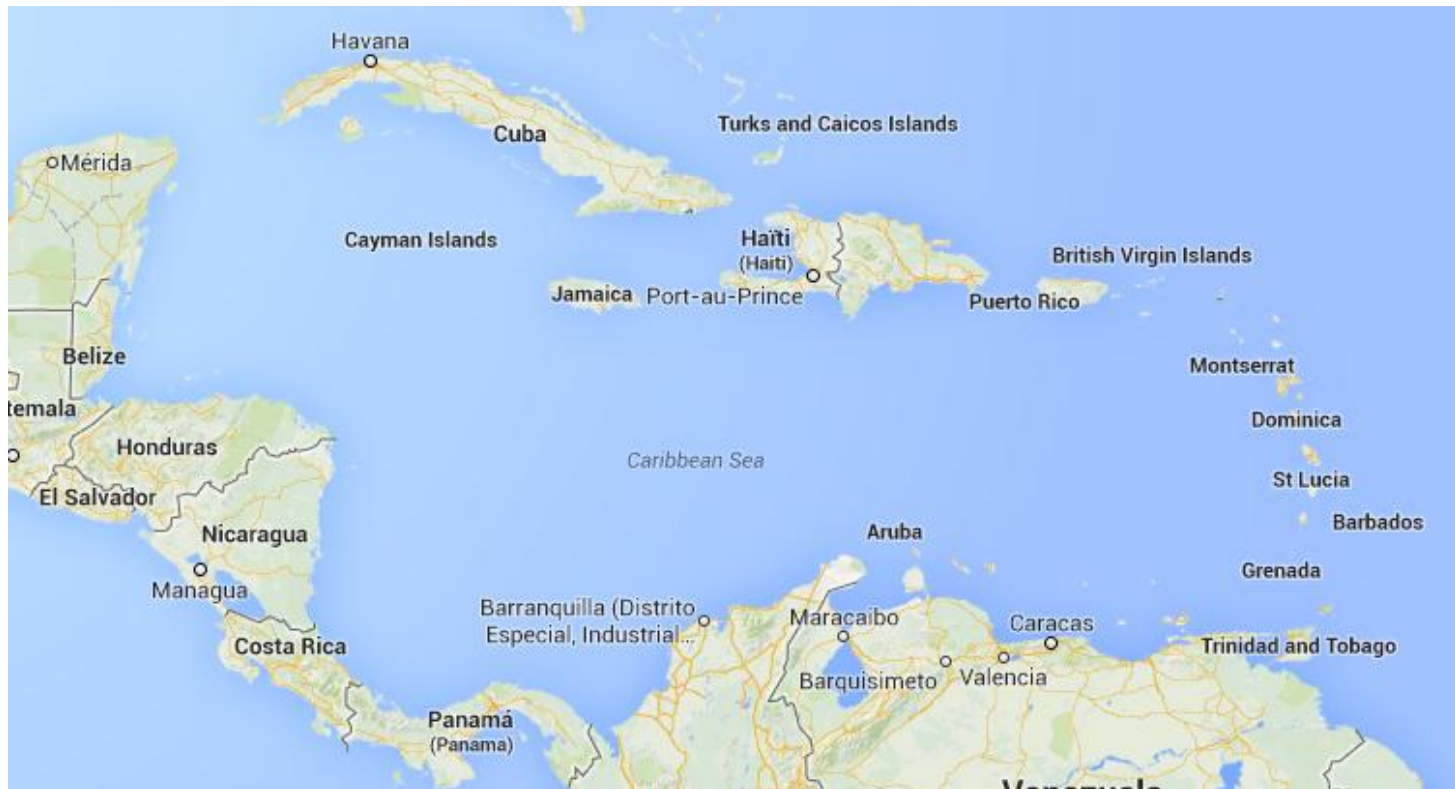 Havana
Cuba
Turks and Caicos Islands
Mérida
Cayman Islands
Haïti
(Haiti)
Port-au-Prince
Jamaica
British Virgin Islands
Puerto Rico
Belize
Montserrat
temala
Dominica
Honduras
Caribbean Sea
St Lucia
El Salvador
Barbados
Nicaragua
Aruba
Grenada
Managua
Barranquilla (Distrito
Especial, Industrial...
Maracaibo
Caracas
Costa Rica
Trinidad and Tobago
Barquisimeto
Valencia
Panamá
(Panama)
Venezuela